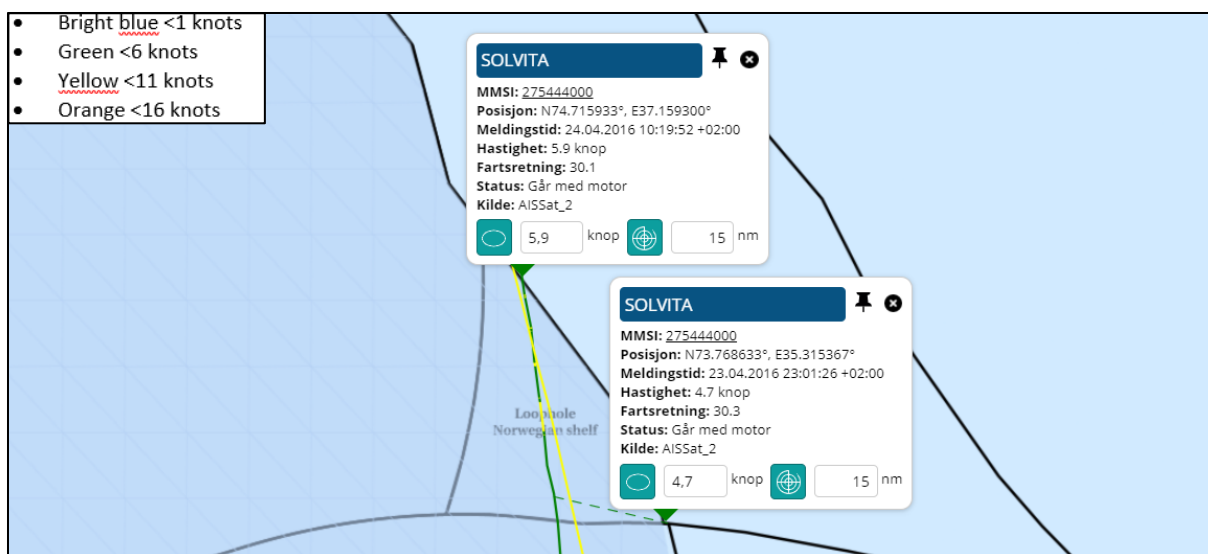 Bright blue <1 knots
Green <6 knots
Yellow <11 knots
Orange <16 knots
SOLVITA
MMSI: 275444000
Posisjon: N74.715933°, E37.159300°
Meldingstid: 24.04.2016 10:19:52 +02:00
Hastighet: 5.9 knop
Fartsretning: 30.1
Status: Går med motor
Kilde: AISSat_2
5,9 knop 15 nm
SOLVITA
MMSI: 275444000
Posisjon: N73.768633°, E35.315367°
Meldingstid: 23.04.2016 23:01:26 +02:00
Hastighet: 4.7 knop
Fartsretning: 30.3
Status: Går med motor
Kilde: AISSat_2
4,7 knop 15 nm
Loophole
Norwegian shelf